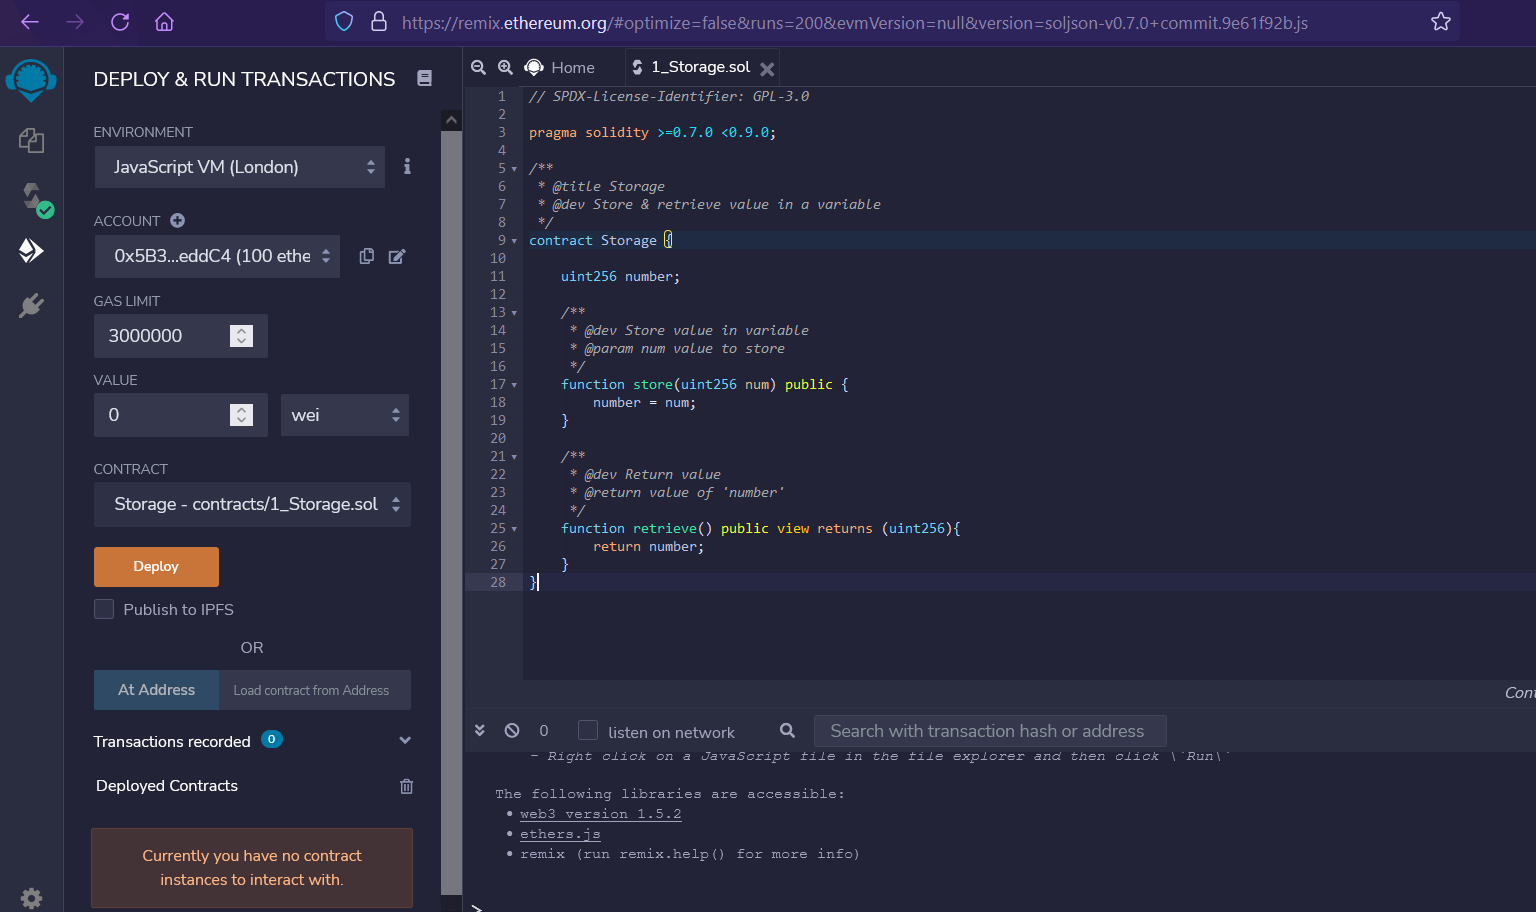 https://remix.ethereum.org/#optimize=false&runs=200&evmVersion=null&version=soljson-v0.7.0+commit.9e61f92b.js
DEPLOY & RUN TRANSACTIONS
ENVIRONMENT
JavaScript VM (London)
i
ACCOUNT
0x5B3...eddC4 (100 ethe
GAS LIMIT
3000000
VALUE
0
wei
CONTRACT
Storage - contracts/1_Storage.sol
Deploy
Publish to IPFS
OR
At Address
Load contract from Address
Transactions recorded 0
Deployed Contracts
Currently you have no contract
instances to interact with.
Home
1_Storage.sol
1 // SPDX-License-Identifier: GPL-3.0
2
3 pragma solidity >=0.7.0 <0.9.0;
4
5 /**
6  * @title Storage
7  * @dev Store & retrieve value in a variable
8  */
9 contract Storage {
10
11     uint256 number;
12
13     /**
14      * @dev Store value in variable
15      * @param num value to store
16      */
17     function store(uint256 num) public {
18         number = num;
19     }
20
21     /**
22      * @dev Return value
23      * @return value of 'number'
24      */
25     function retrieve() public view returns (uint256){
26         return number;
27     }
28 }
Cont
0
listen on network
Search with transaction hash or address
- Right click on a JavaScript file in the file explorer and then click \`Run\`
The following libraries are accessible:
• web3 version 1.5.2
• ethers.js
• remix (run remix.help() for more info)
>